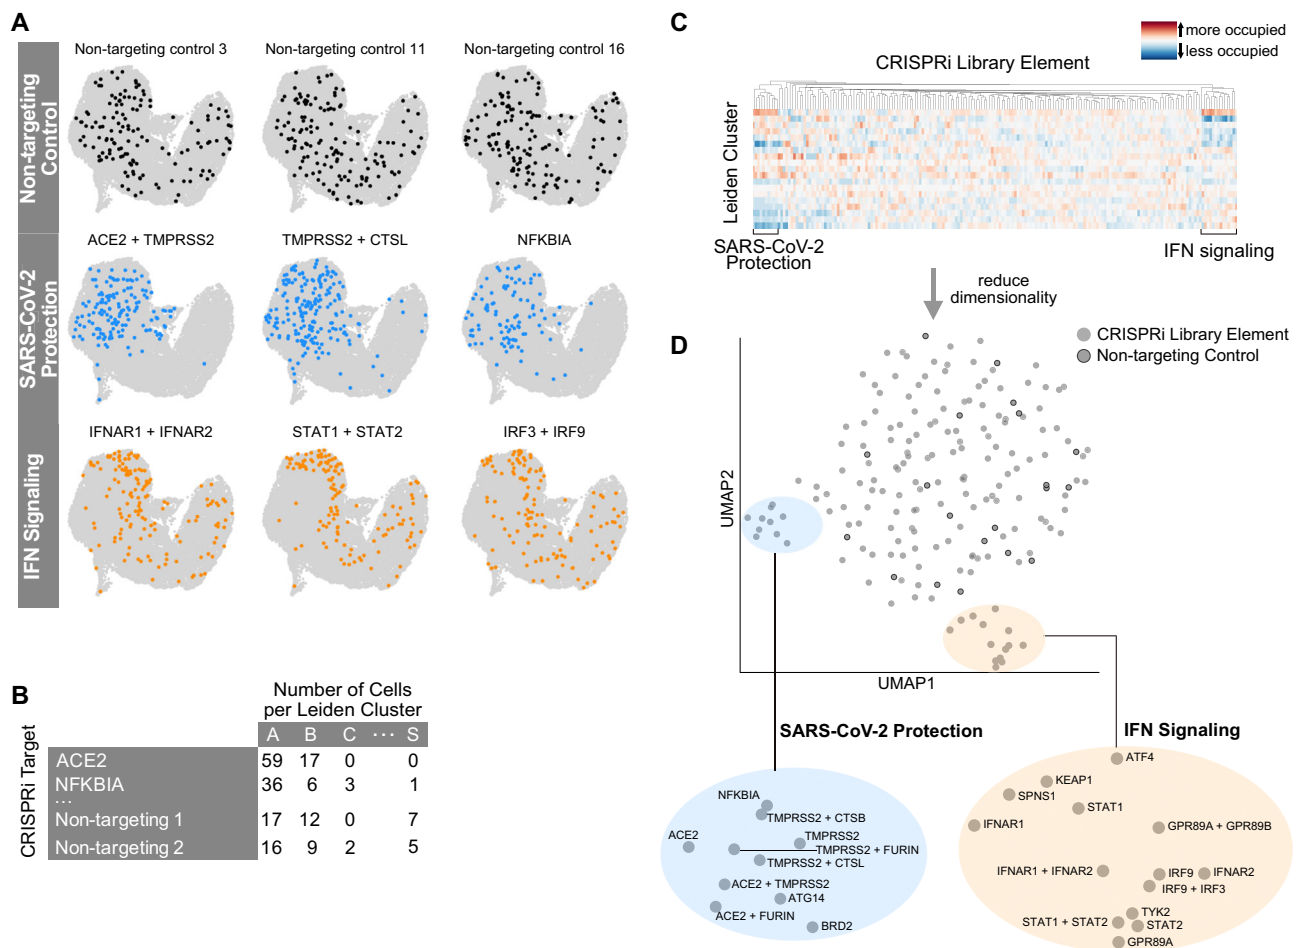 A
Non-targeting control 3
Non-targeting control 11
Non-targeting control 16
Non-targeting
Control
ACE2 + TMPRSS2
TMPRSS2 + CTSL
NFKBIA
SARS-CoV-2
Protection
IFNAR1 + IFNAR2
STAT1 + STAT2
IRF3 + IRF9
IFN Signaling
B
Number of Cells
per Leiden Cluster
CRISPRi Target
A B C ... S
ACE2 59 17 0 0
NFKBIA 36 6 3 1
...
Non-targeting 1 17 12 0 7
Non-targeting 2 16 9 2 5
C
more occupied
less occupied
CRISPRi Library Element
Leiden Cluster
SARS-CoV-2
Protection
IFN signaling
reduce
dimensionality
D
CRISPRi Library Element
Non-targeting Control
UMAP2
UMAP1
SARS-CoV-2 Protection
NFKBIA
TMPRSS2 + CTSB
ACE2
TMPRSS2
TMPRSS2 + FURIN
TMPRSS2 + CTSL
ACE2 + TMPRSS2
ATG14
ACE2 + FURIN
BRD2
IFN Signaling
ATF4
KEAP1
SPNS1
STAT1
IFNAR1
GPR89A + GPR89B
IFNAR1 + IFNAR2
IRF9
IFNAR2
IRF9 + IRF3
TYK2
STAT1 + STAT2
STAT2
GPR89A